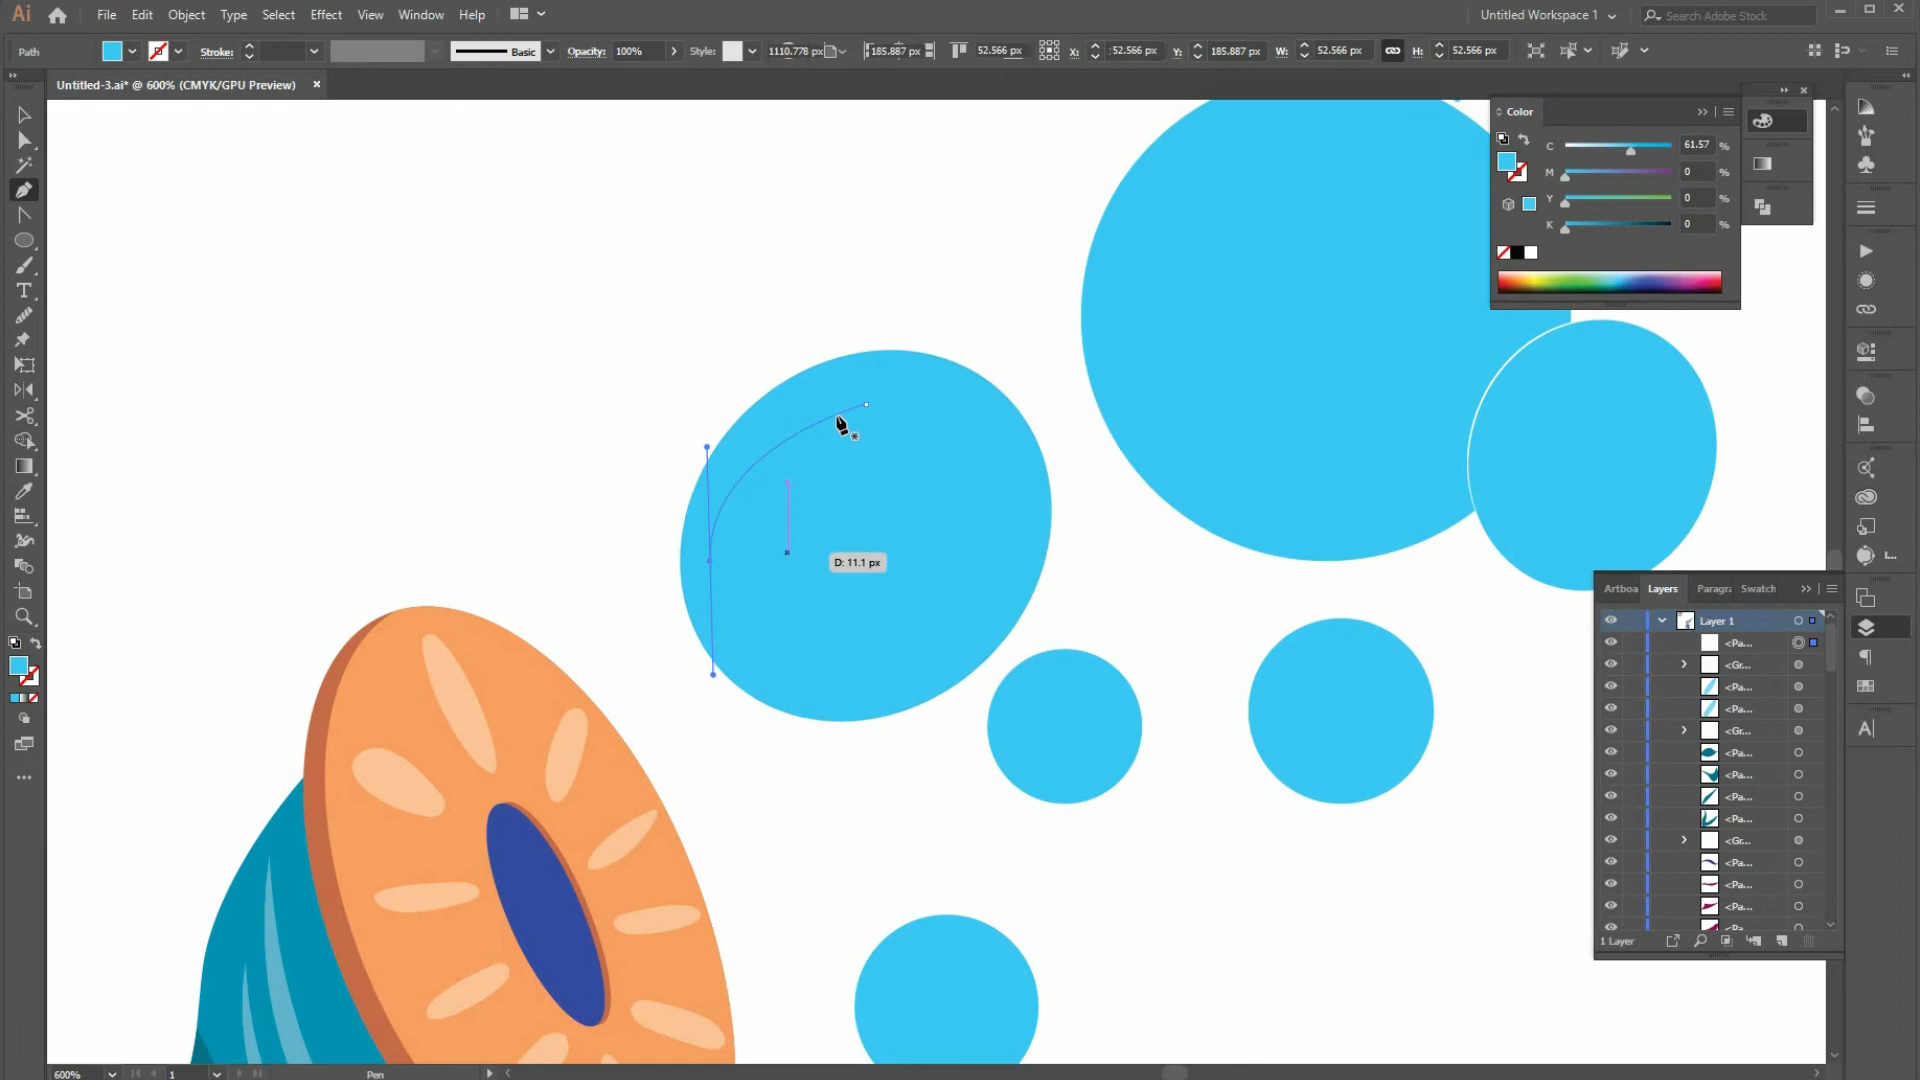 Ai File Edit Object Type Select Effect View Window Help Untitled Workspace 1 Search Adobe Stock
Path Stroke: Basic Opacity: 100% Style: 1110.778 px 185.887 px 52.566 px X: 52.566 px Y: 185.887 px W: 52.566 px H: 52.566 px
Untitled-3.ai* @ 600% (CMYK/GPU Preview)
Color
C 61.57 %
M 0 %
Y 0 %
K 0 %
D: 11.1 px
Artboa Layers Paragra Swatch
Layer 1
<Pa...
<Gr...
<Pa...
<Pa...
<Gr...
<Pa...
<Pa...
<Pa...
<Pa...
<Gr...
<Pa...
<Pa...
<Pa...
<Pa...
1 Layer
600% 1 Pen